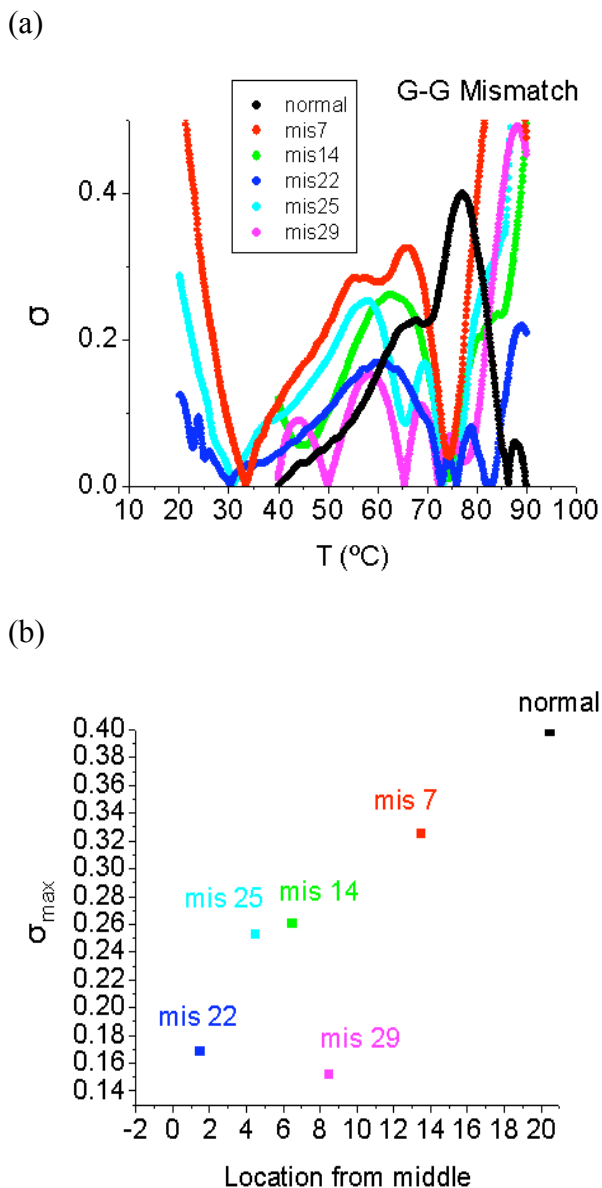 (a)
G-G Mismatch
normal
mis7
mis14
mis22
mis25
mis29
0.4
0.2
0.0
σ
10 20 30 40 50 60 70 80 90 100
T (ºC)
(b)
normal
0.40
0.38
0.36
0.34
0.32
0.30
0.28
0.26
0.24
0.22
0.20
0.18
0.16
0.14
mis 7
mis 25 mis 14
mis 22
mis 29
σmax
-2 0 2 4 6 8 10 12 14 16 18 20
Location from middle